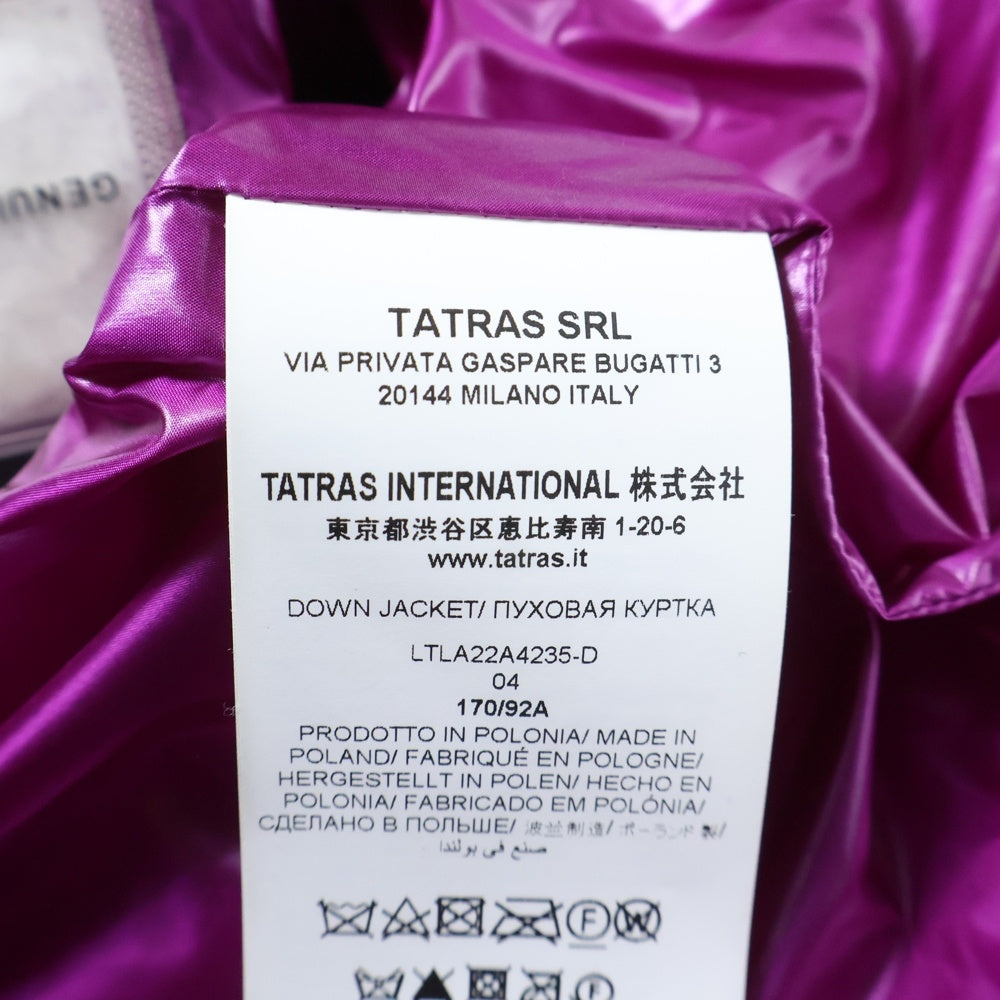 GENUI
TATRAS SRL
VIA PRIVATA GASPARE BUGATTI 3
20144 MILANO ITALY
TATRAS INTERNATIONAL 株式会社
東京都渋谷区恵比寿南 1-20-6
www.tatras.it
DOWN JACKET/ ПУХОВАЯ КУРТКА
LTLA22A4235-D
04
170/92A
PRODOTTO IN POLONIA/ MADE IN
POLAND/ FABRIQUÉ EN POLOGNE/
HERGESTELLT IN POLEN/ HECHO EN
POLONIA/ FABRICADO EM POLÓNIA/
СДЕЛАНО В ПОЛЬШЕ/ 波兰制造/ ポーランド製/
صنع في بولندا
F W